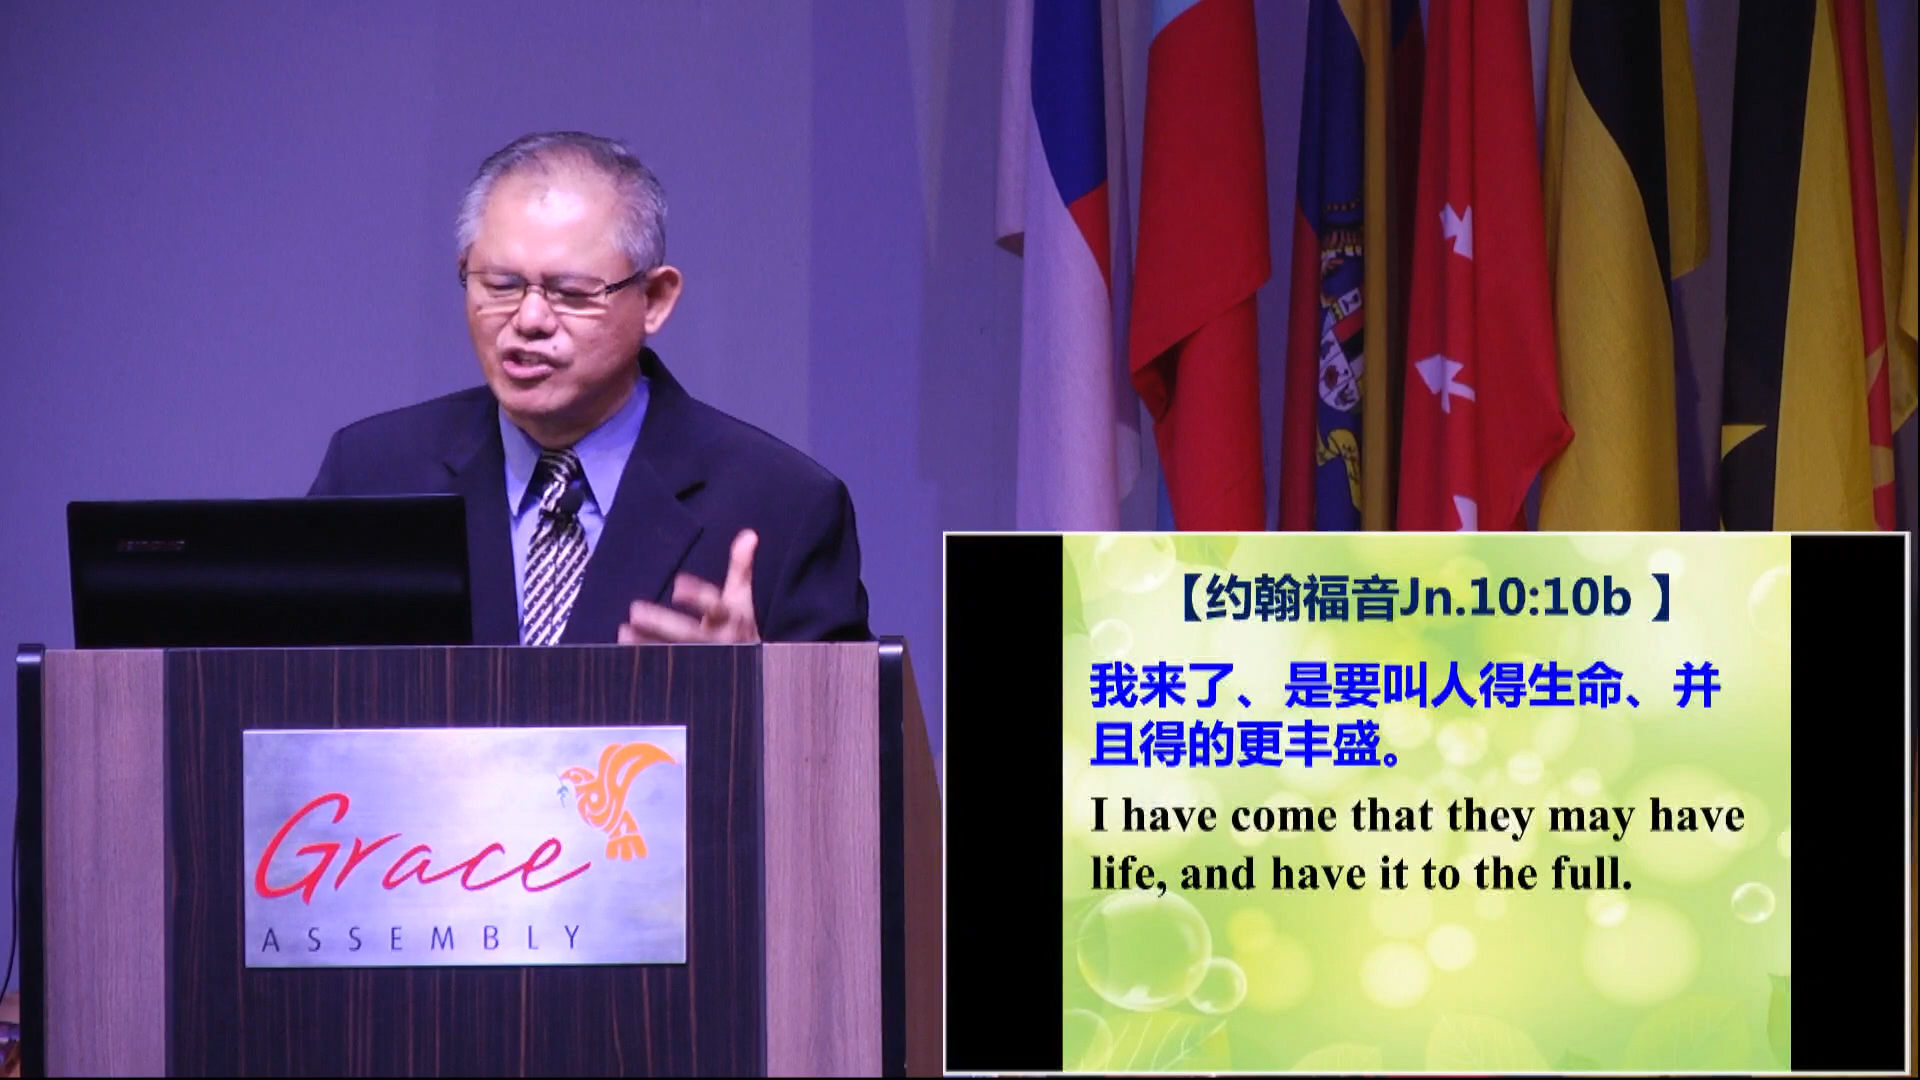 Grace
ASSEMBLY
【约翰福音Jn.10:10b 】
我来了、是要叫人得生命、并
且得的更丰盛。
I have come that they may have
life, and have it to the full.